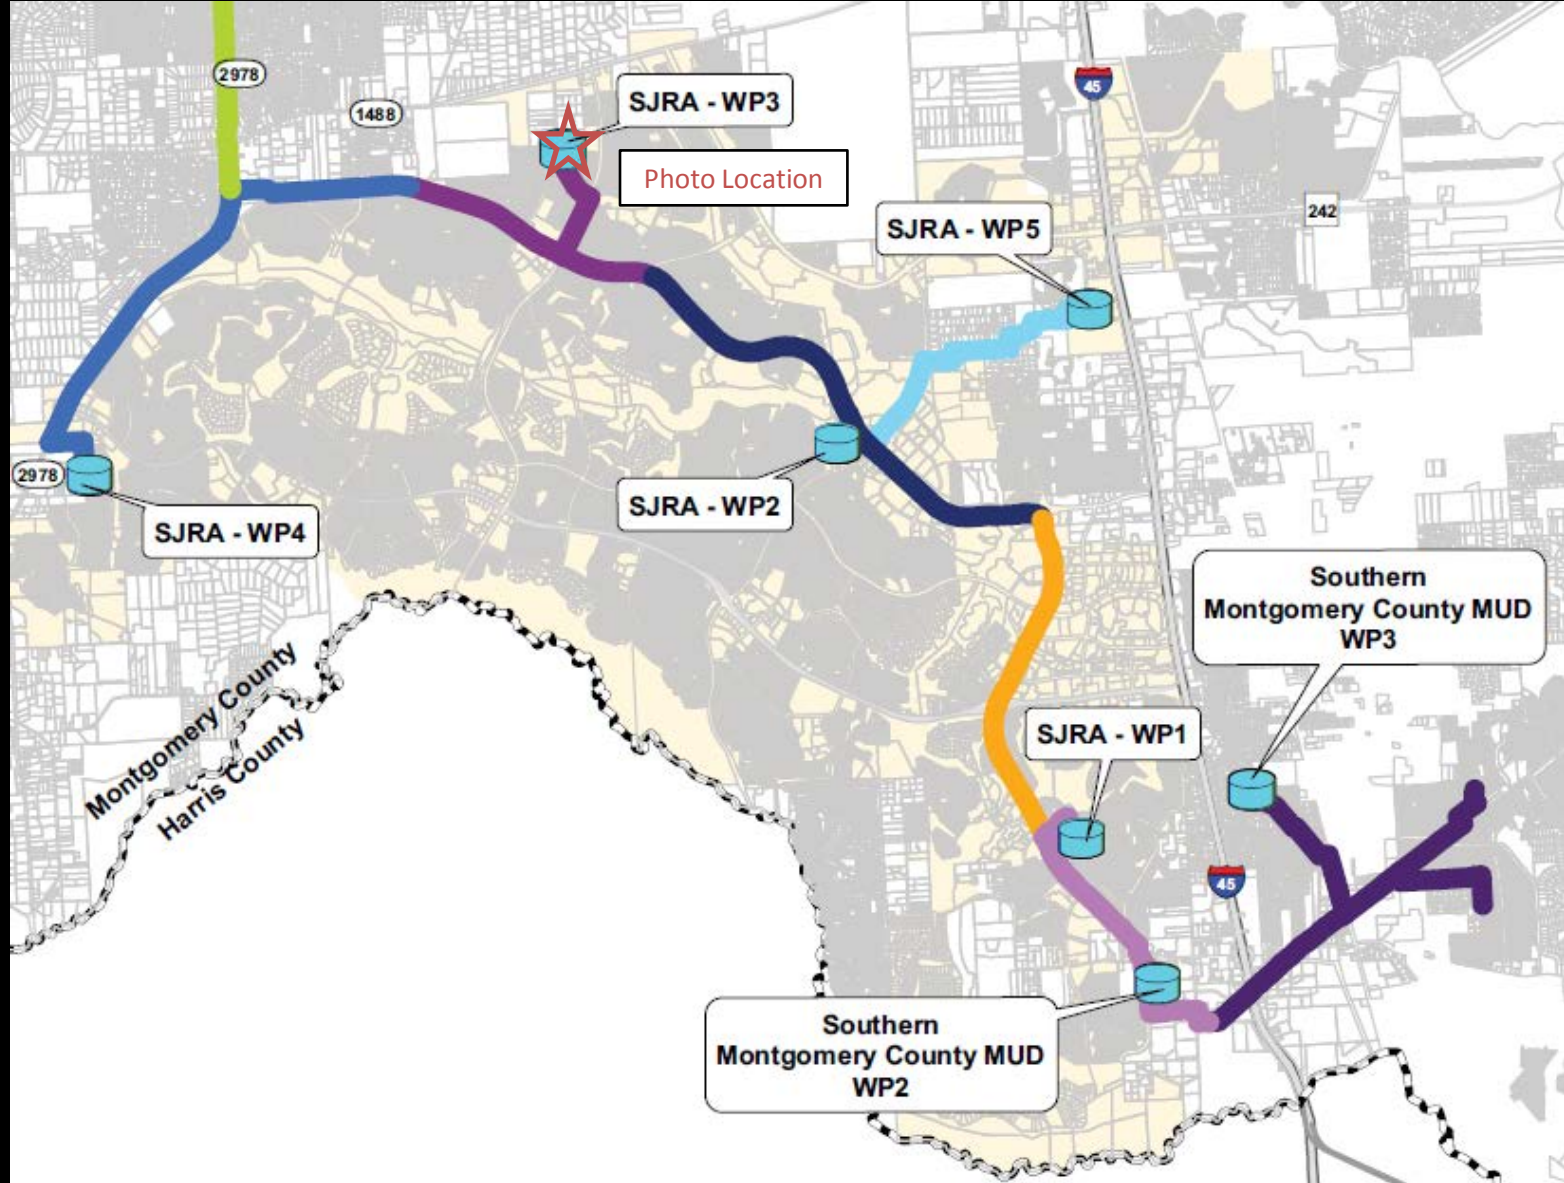 2978
1488
SJRA - WP3
45
Photo Location
242
SJRA - WP5
2978
SJRA - WP2
SJRA - WP4
Southern
Montgomery County MUD
WP3
Montgomery County
Harris County
SJRA - WP1
45
Southern
Montgomery County MUD
WP2